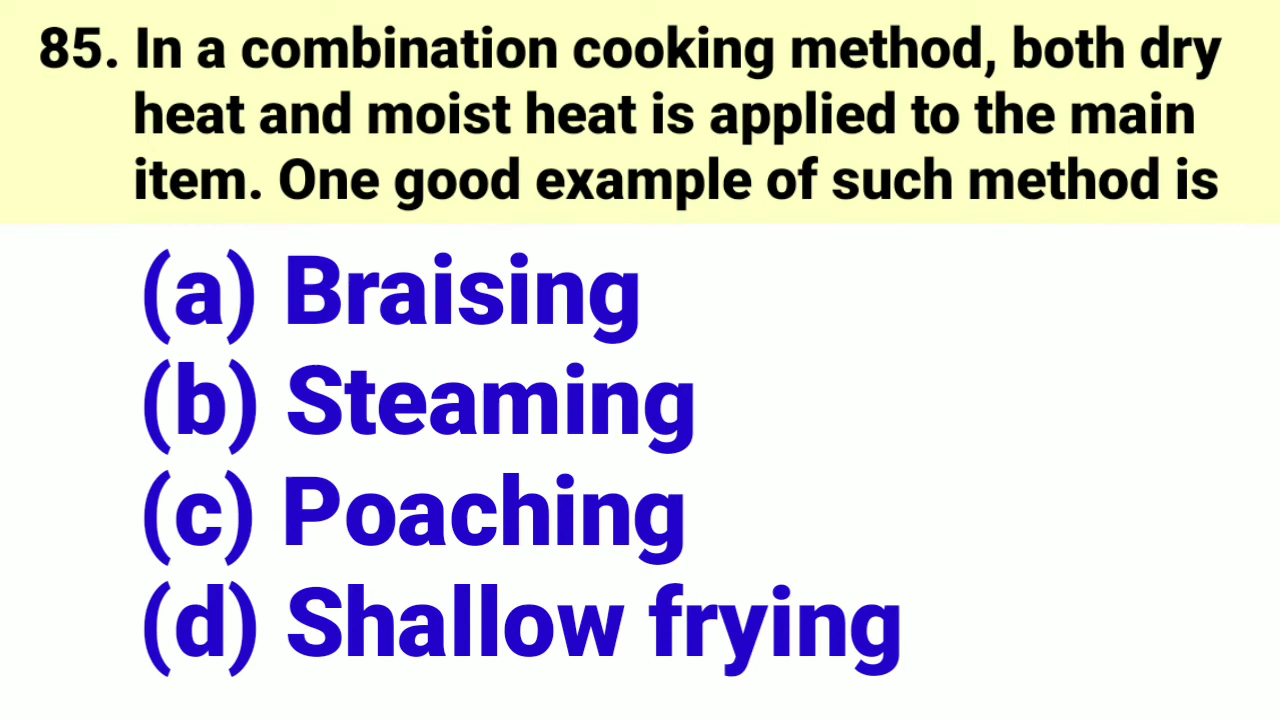 85. In a combination cooking method, both dry
heat and moist heat is applied to the main
item. One good example of such method is
(a) Braising
(b) Steaming
(c) Poaching
(d) Shallow frying